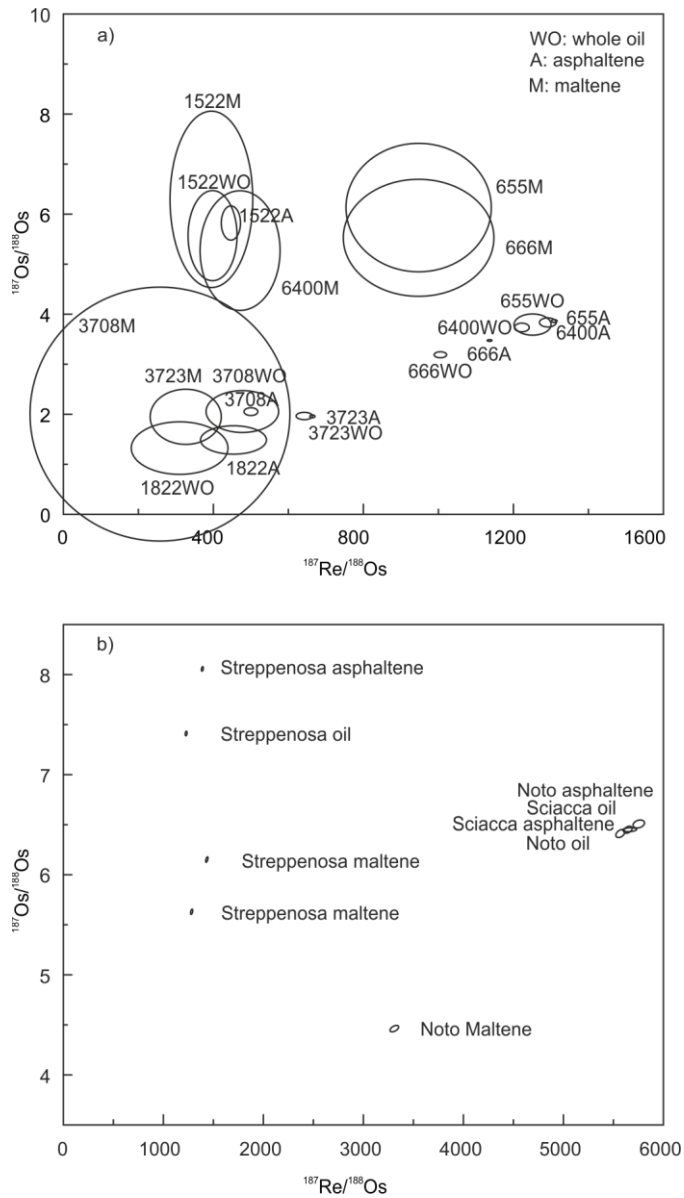 a)
WO: whole oil
A: asphaltene
M: maltene
10
8
6
4
2
0
¹⁸⁷Os/¹⁸⁸Os
1522M
1522WO
1522A
6400M
655M
666M
655WO
655A
6400WO
6400A
666A
666WO
3708M
3723M
3708WO
3708A
3723A
3723WO
1822A
1822WO
0
400
800
1200
1600
¹⁸⁷Re/¹⁸⁸Os
b)
8
7
6
5
4
¹⁸⁷Os/¹⁸⁸Os
Streppenosa asphaltene
Streppenosa oil
Noto asphaltene
Sciacca oil
Sciacca asphaltene
Noto oil
Streppenosa maltene
Streppenosa maltene
Noto Maltene
0
1000
2000
3000
4000
5000
6000
¹⁸⁷Re/¹⁸⁸Os